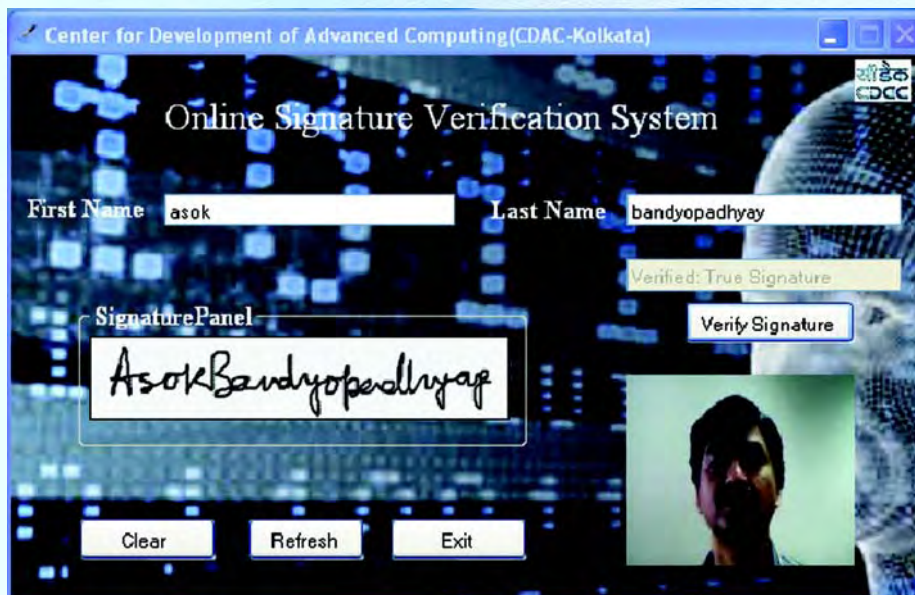 Center for Development of Advanced Computing(CDAC-Kolkata)
सीडैक
CDCC
Online Signature Verification System
First Name asok Last Name bandyopadhyay
Verified: True Signature
SignaturePanel
Verify Signature
AsokBandyopadhyay
Clear Refresh Exit